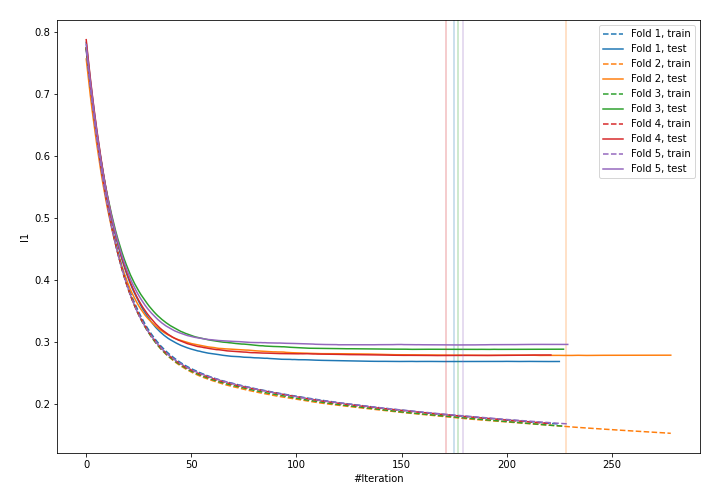 0.8
0.7
0.6
0.5
0.4
0.3
0.2
l1
0
50
100
150
200
250
#Iteration
Fold 1, train
Fold 1, test
Fold 2, train
Fold 2, test
Fold 3, train
Fold 3, test
Fold 4, train
Fold 4, test
Fold 5, train
Fold 5, test